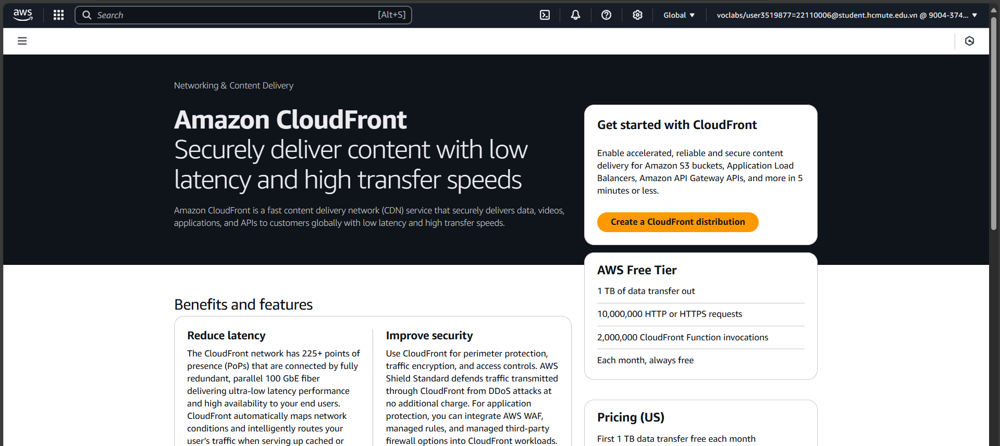 aws
Search [Alt+S]
Global
voclabs/user3519877=22110006@student.hcmute.edu.vn @ 9004-374...
Networking & Content Delivery
Amazon CloudFront
Securely deliver content with low
latency and high transfer speeds
Amazon CloudFront is a fast content delivery network (CDN) service that securely delivers data, videos,
applications, and APIs to customers globally with low latency and high transfer speeds.
Get started with CloudFront
Enable accelerated, reliable and secure content
delivery for Amazon S3 buckets, Application Load
Balancers, Amazon API Gateway APIs, and more in 5
minutes or less.
Create a CloudFront distribution
AWS Free Tier
1 TB of data transfer out
10,000,000 HTTP or HTTPS requests
2,000,000 CloudFront Function invocations
Each month, always free
Benefits and features
Reduce latency
The CloudFront network has 225+ points of
presence (PoPs) that are connected by fully
redundant, parallel 100 GbE fiber
delivering ultra-low latency performance
and high availability to your end users.
CloudFront automatically maps network
conditions and intelligently routes your
user's traffic when serving up cached or
Improve security
Use CloudFront for perimeter protection,
traffic encryption, and access controls. AWS
Shield Standard defends traffic transmitted
through CloudFront from DDoS attacks at
no additional charge. For application
protection, you can integrate AWS WAF,
managed rules, and managed third-party
firewall options into CloudFront workloads.
Pricing (US)
First 1 TB data transfer free each month